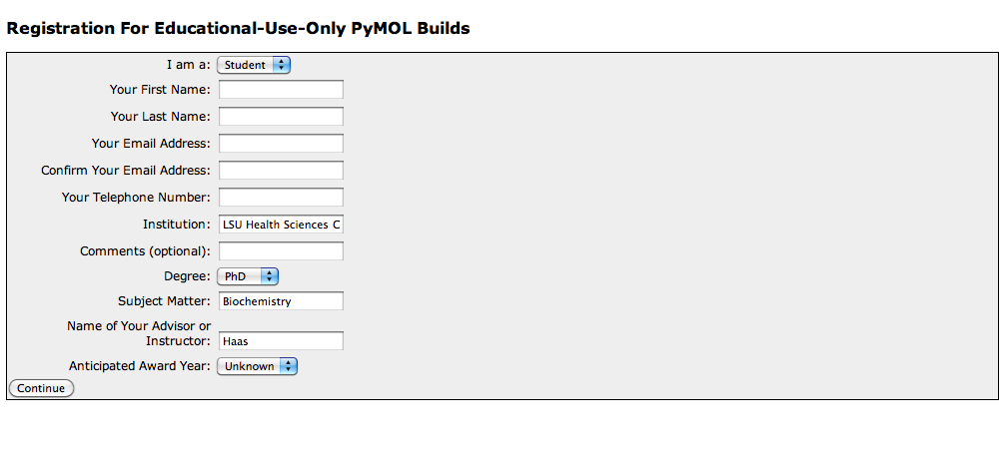 Registration For Educational-Use-Only PyMOL Builds
I am a: Student
Your First Name:
Your Last Name:
Your Email Address:
Confirm Your Email Address:
Your Telephone Number:
Institution: LSU Health Sciences C
Comments (optional):
Degree: PhD
Subject Matter: Biochemistry
Name of Your Advisor or
Instructor: Haas
Anticipated Award Year: Unknown
Continue